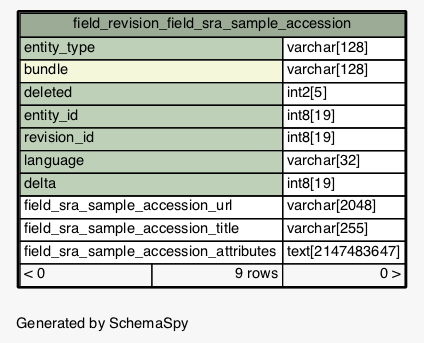 field_revision_field_sra_sample_accession
entity_type varchar[128]
bundle varchar[128]
deleted int2[5]
entity_id int8[19]
revision_id int8[19]
language varchar[32]
delta int8[19]
field_sra_sample_accession_url varchar[2048]
field_sra_sample_accession_title varchar[255]
field_sra_sample_accession_attributes text[2147483647]
< 0 9 rows 0 >
Generated by SchemaSpy